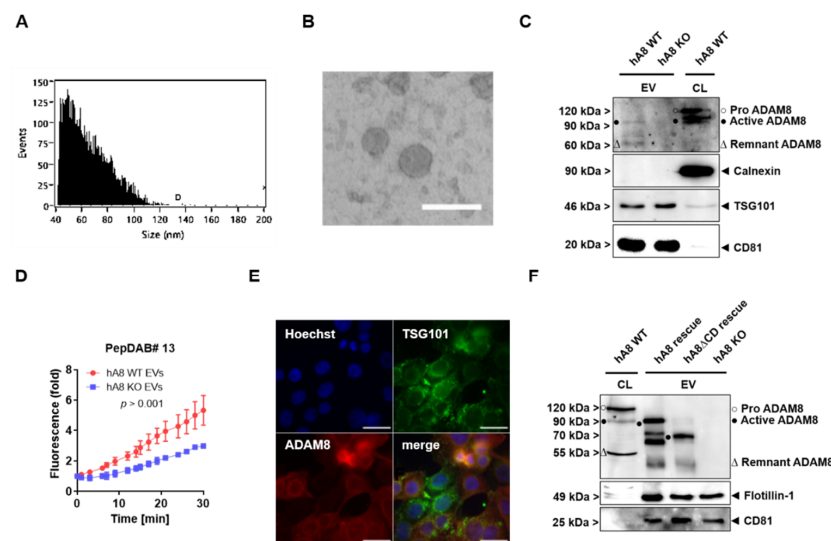 A
150
125
100
75
50
25
0
Events
40
60
80
100
120
140
160
180
200
D
Size (nm)
B
C
hA8 WT
hA8 KO
hA8 WT
EV
CL
120 kDa >
○ Pro ADAM8
90 kDa >
● Active ADAM8
60 kDa >
Δ Remnant ADAM8
90 kDa >
◄ Calnexin
46 kDa >
◄ TSG101
20 kDa >
◄ CD81
D
PepDAB# 13
hA8 WT EVs
hA8 KO EVs
p > 0.001
Fluorescence (fold)
8
6
4
2
0
0
10
20
30
Time [min]
E
Hoechst
TSG101
ADAM8
merge
F
hA8 WT
hA8 rescue
hA8ΔCD rescue
hA8 KO
CL
EV
120 kDa >
○ Pro ADAM8
90 kDa >
● Active ADAM8
70 kDa >
55 kDa >
Δ Remnant ADAM8
49 kDa >
◄ Flotillin-1
25 kDa >
◄ CD81